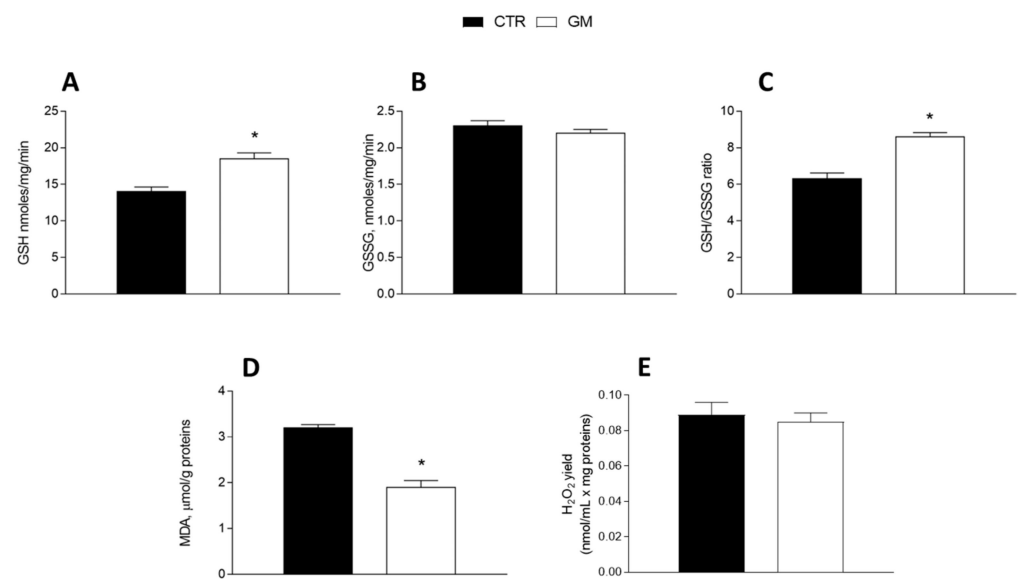 CTR GM
A
GSH nmoles/mg/min
25
20
15
10
5
0
*
B
GSSG, nmoles/mg/min
2.5
2.0
1.5
1.0
0.5
0.0
C
GSH/GSSG ratio
10
8
6
4
2
0
*
D
MDA, μmol/g proteins
4
3
2
1
0
*
E
H₂O₂ yield
(nmol/mL x mg proteins)
0.10
0.08
0.06
0.04
0.02
0.00